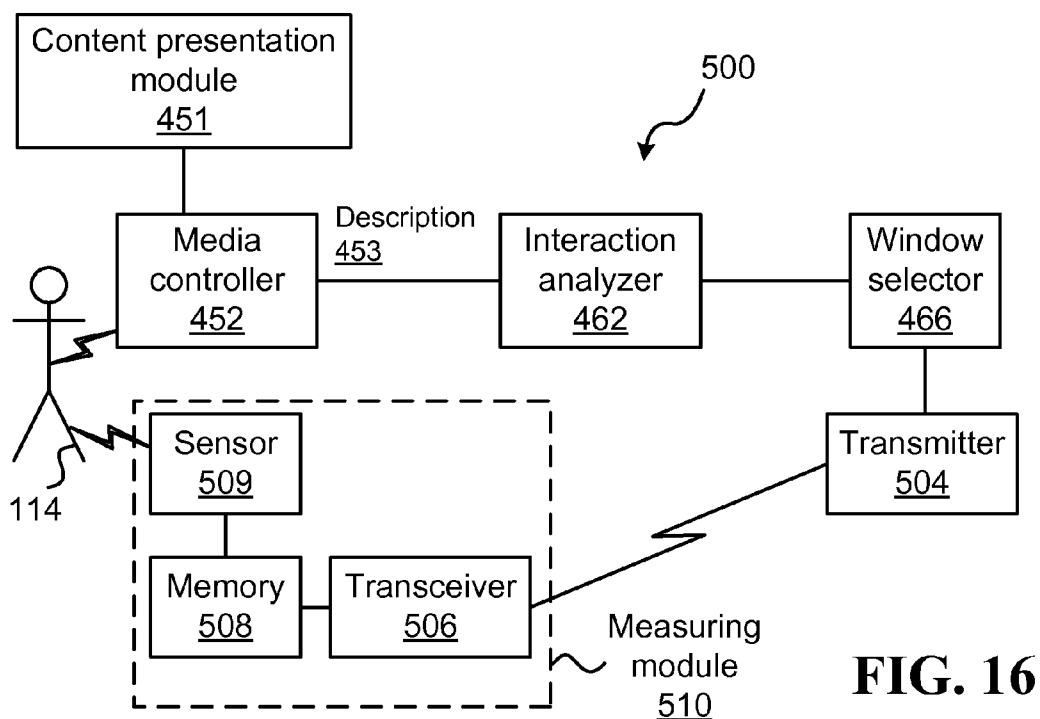 Content presentation
module
451
500
Media
controller
452
Description
453
Interaction
analyzer
462
Window
selector
466
Sensor
509
Transmitter
504
114
Memory
508
Transceiver
506
Measuring
module
510
FIG. 16